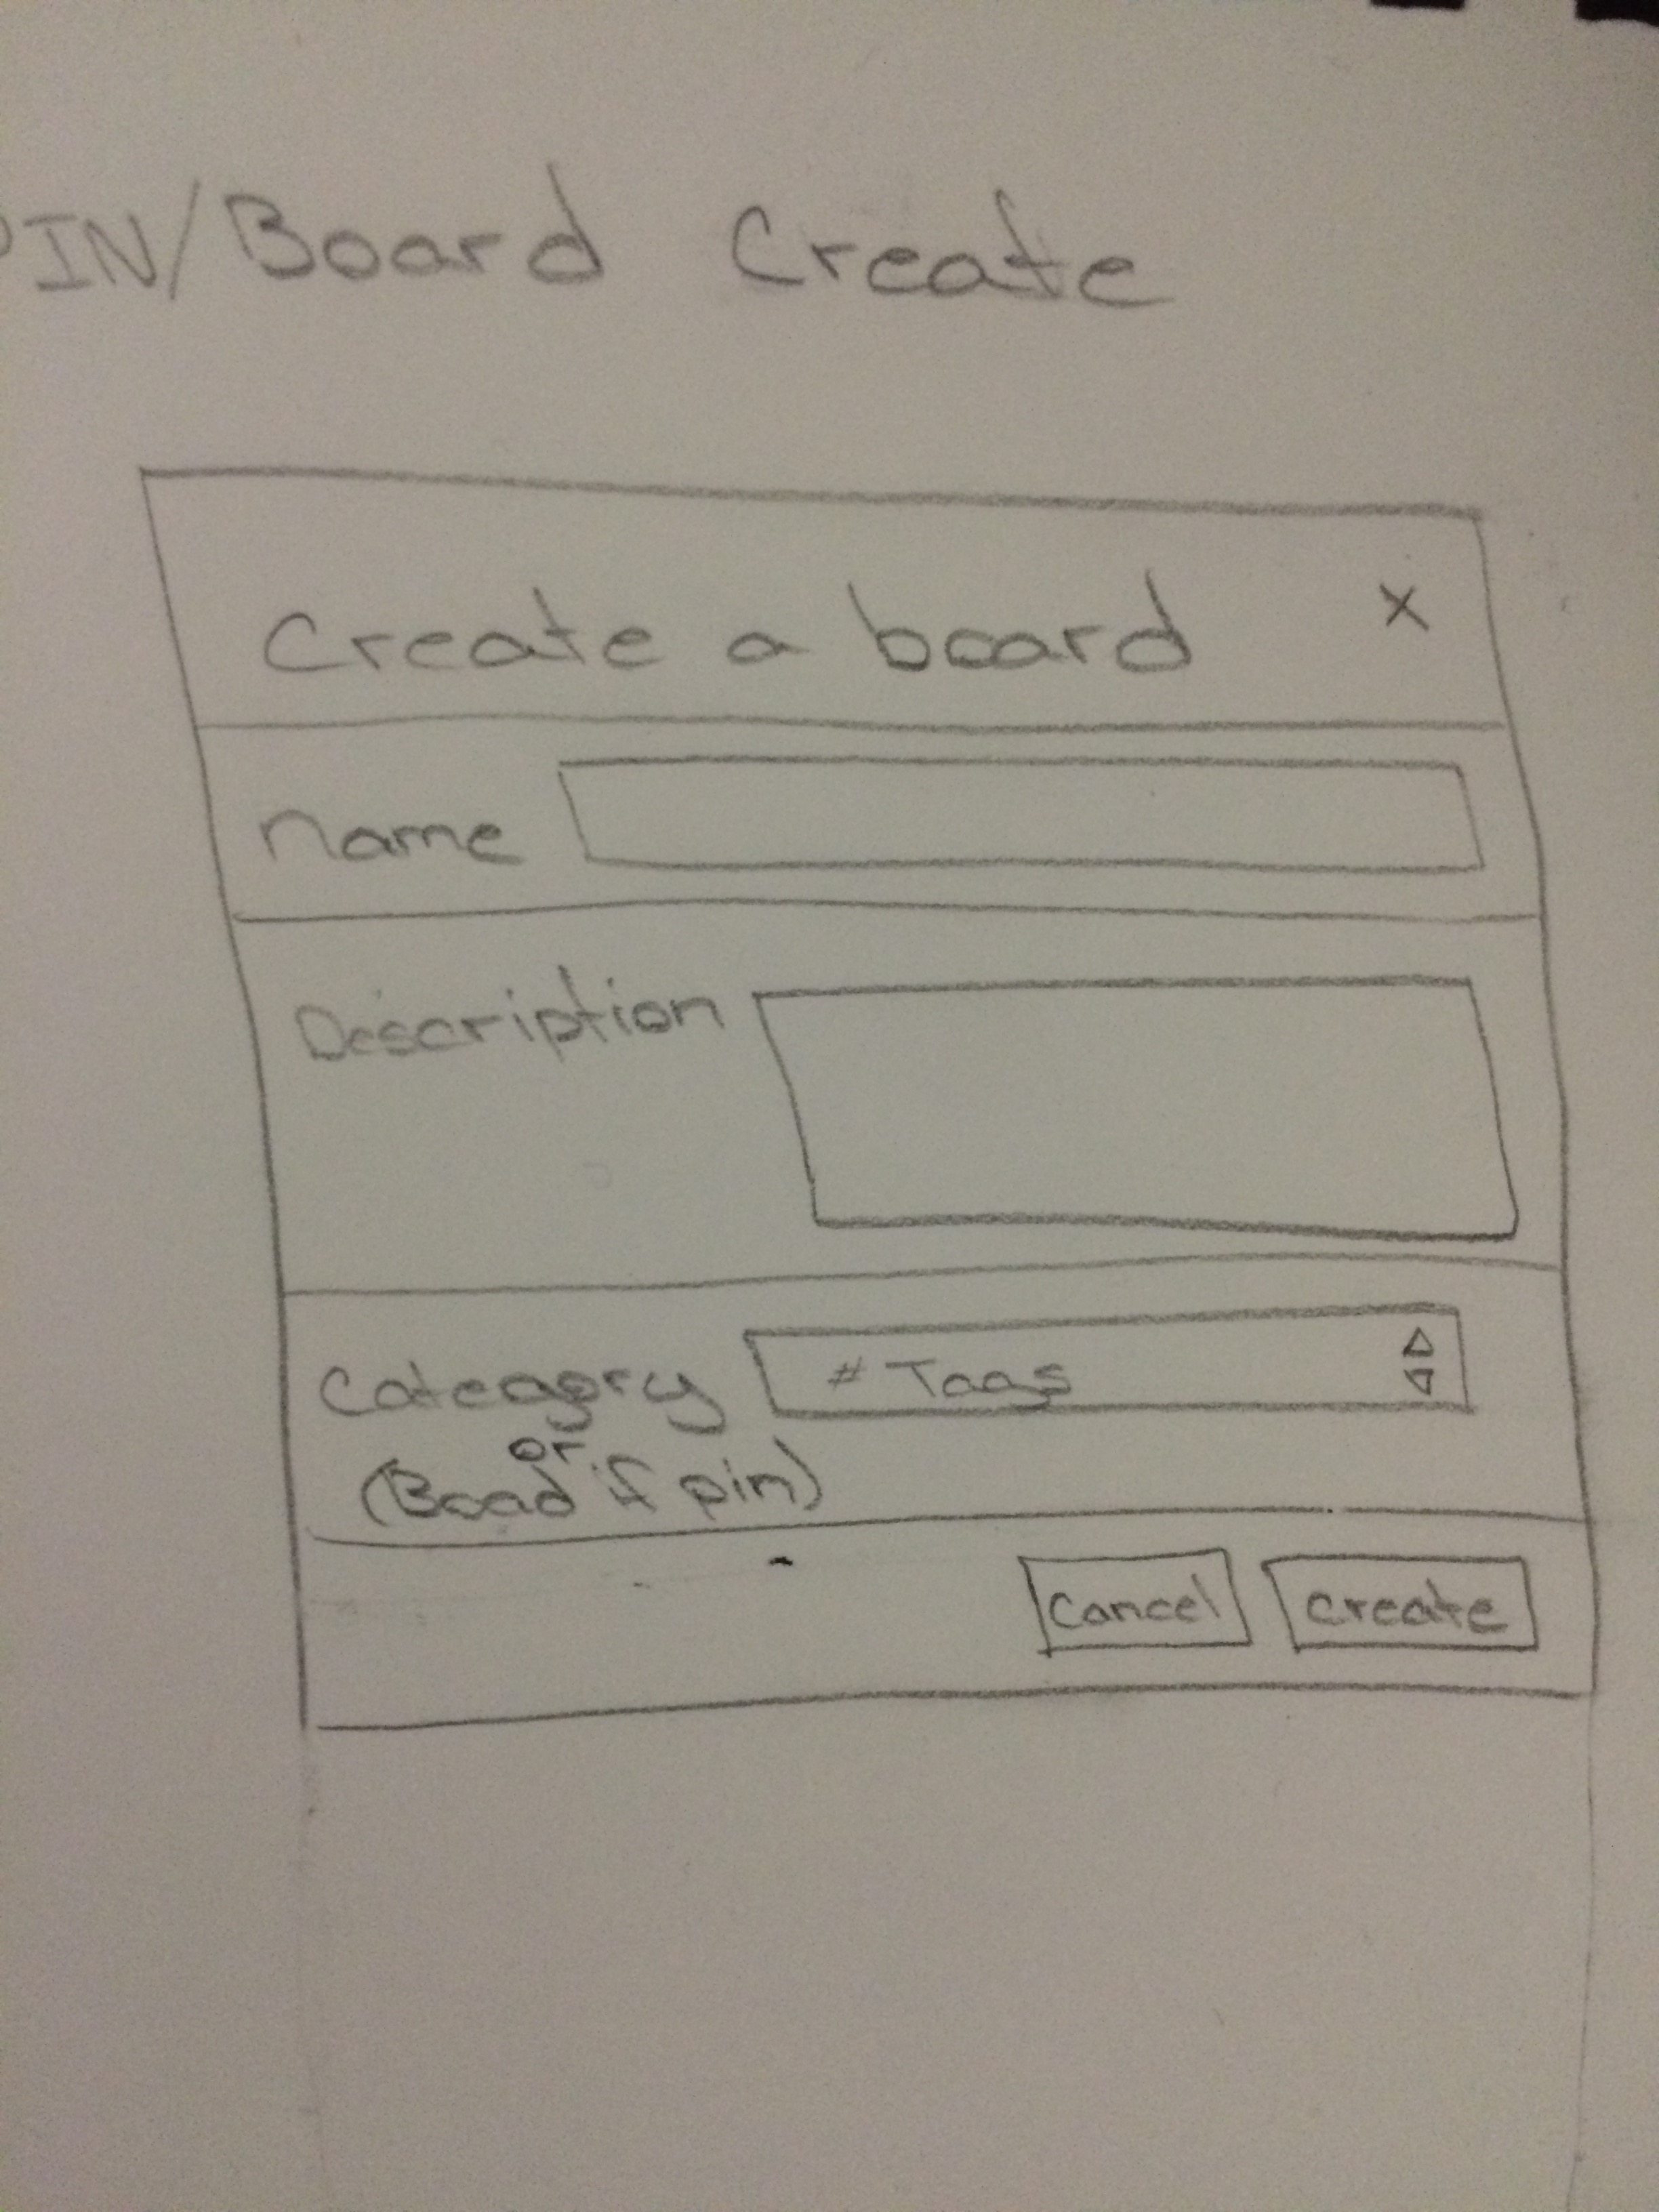 PIN/Board Create
Create a board X
Name
Description
Category # Tags
or
(Boad if pin)
Cancel Create